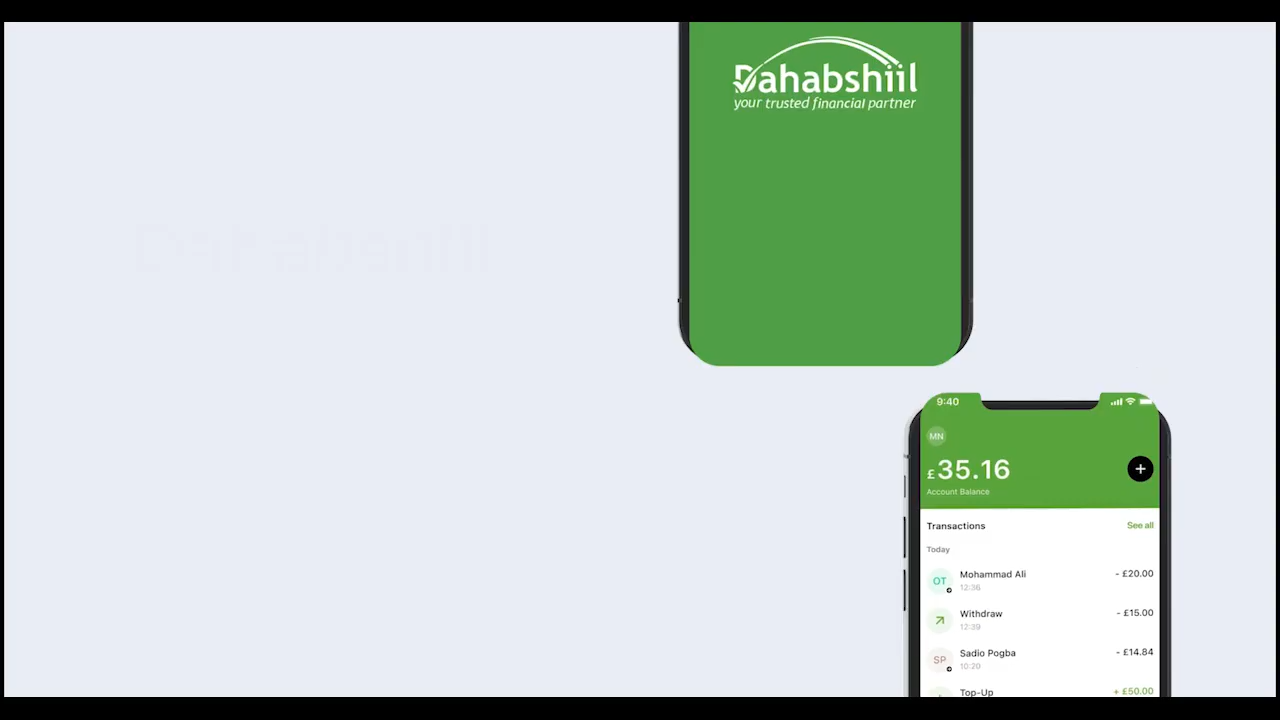 Dahabshiil
your trusted financial partner
Dahabshiil
9:40
MN
£35.16
+
Account Balance
Transactions
See all
Today
OT
Mohammad Ali
- £20.00
12:36
Withdraw
- £15.00
12:39
SP
Sadio Pogba
- £14.84
10:20
Top-Up
+ £50.00